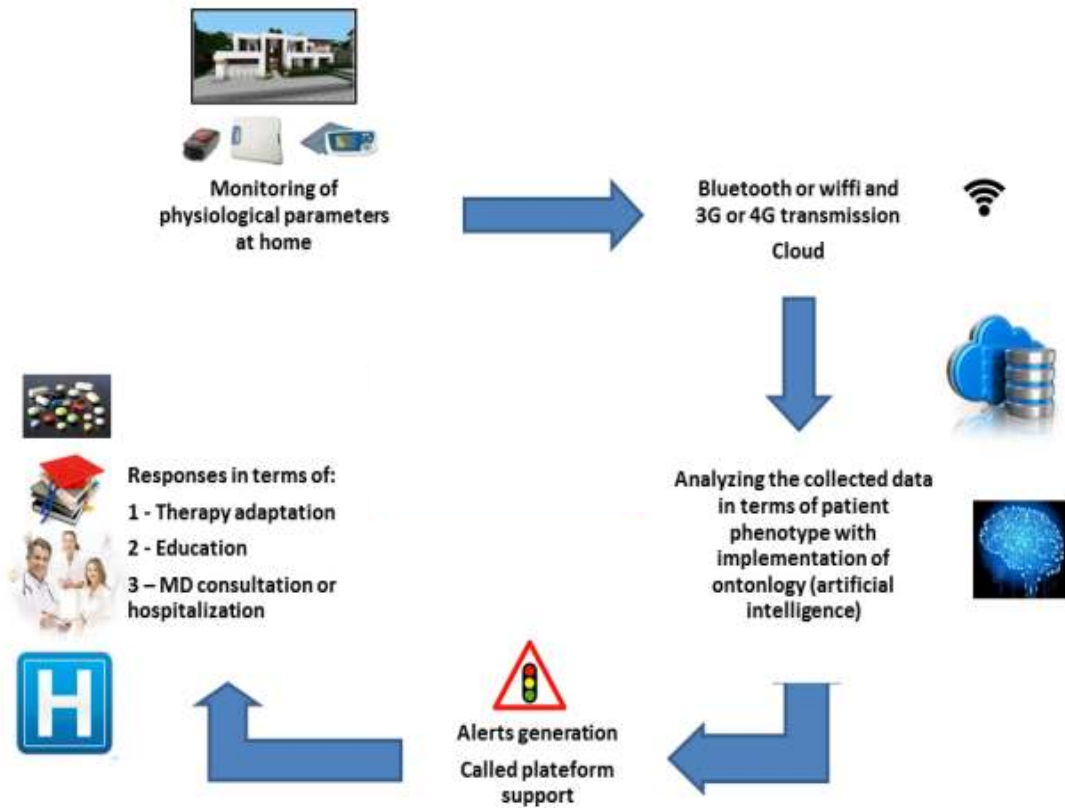 Monitoring of
physiological parameters
at home
Bluetooth or wiffi and
3G or 4G transmission
Cloud
Analyzing the collected data
in terms of patient
phenotype with
implementation of
ontonlogy (artificial
intelligence)
Alerts generation
Called plateform
support
Responses in terms of:
1 - Therapy adaptation
2 - Education
3 – MD consultation or
hospitalization
H